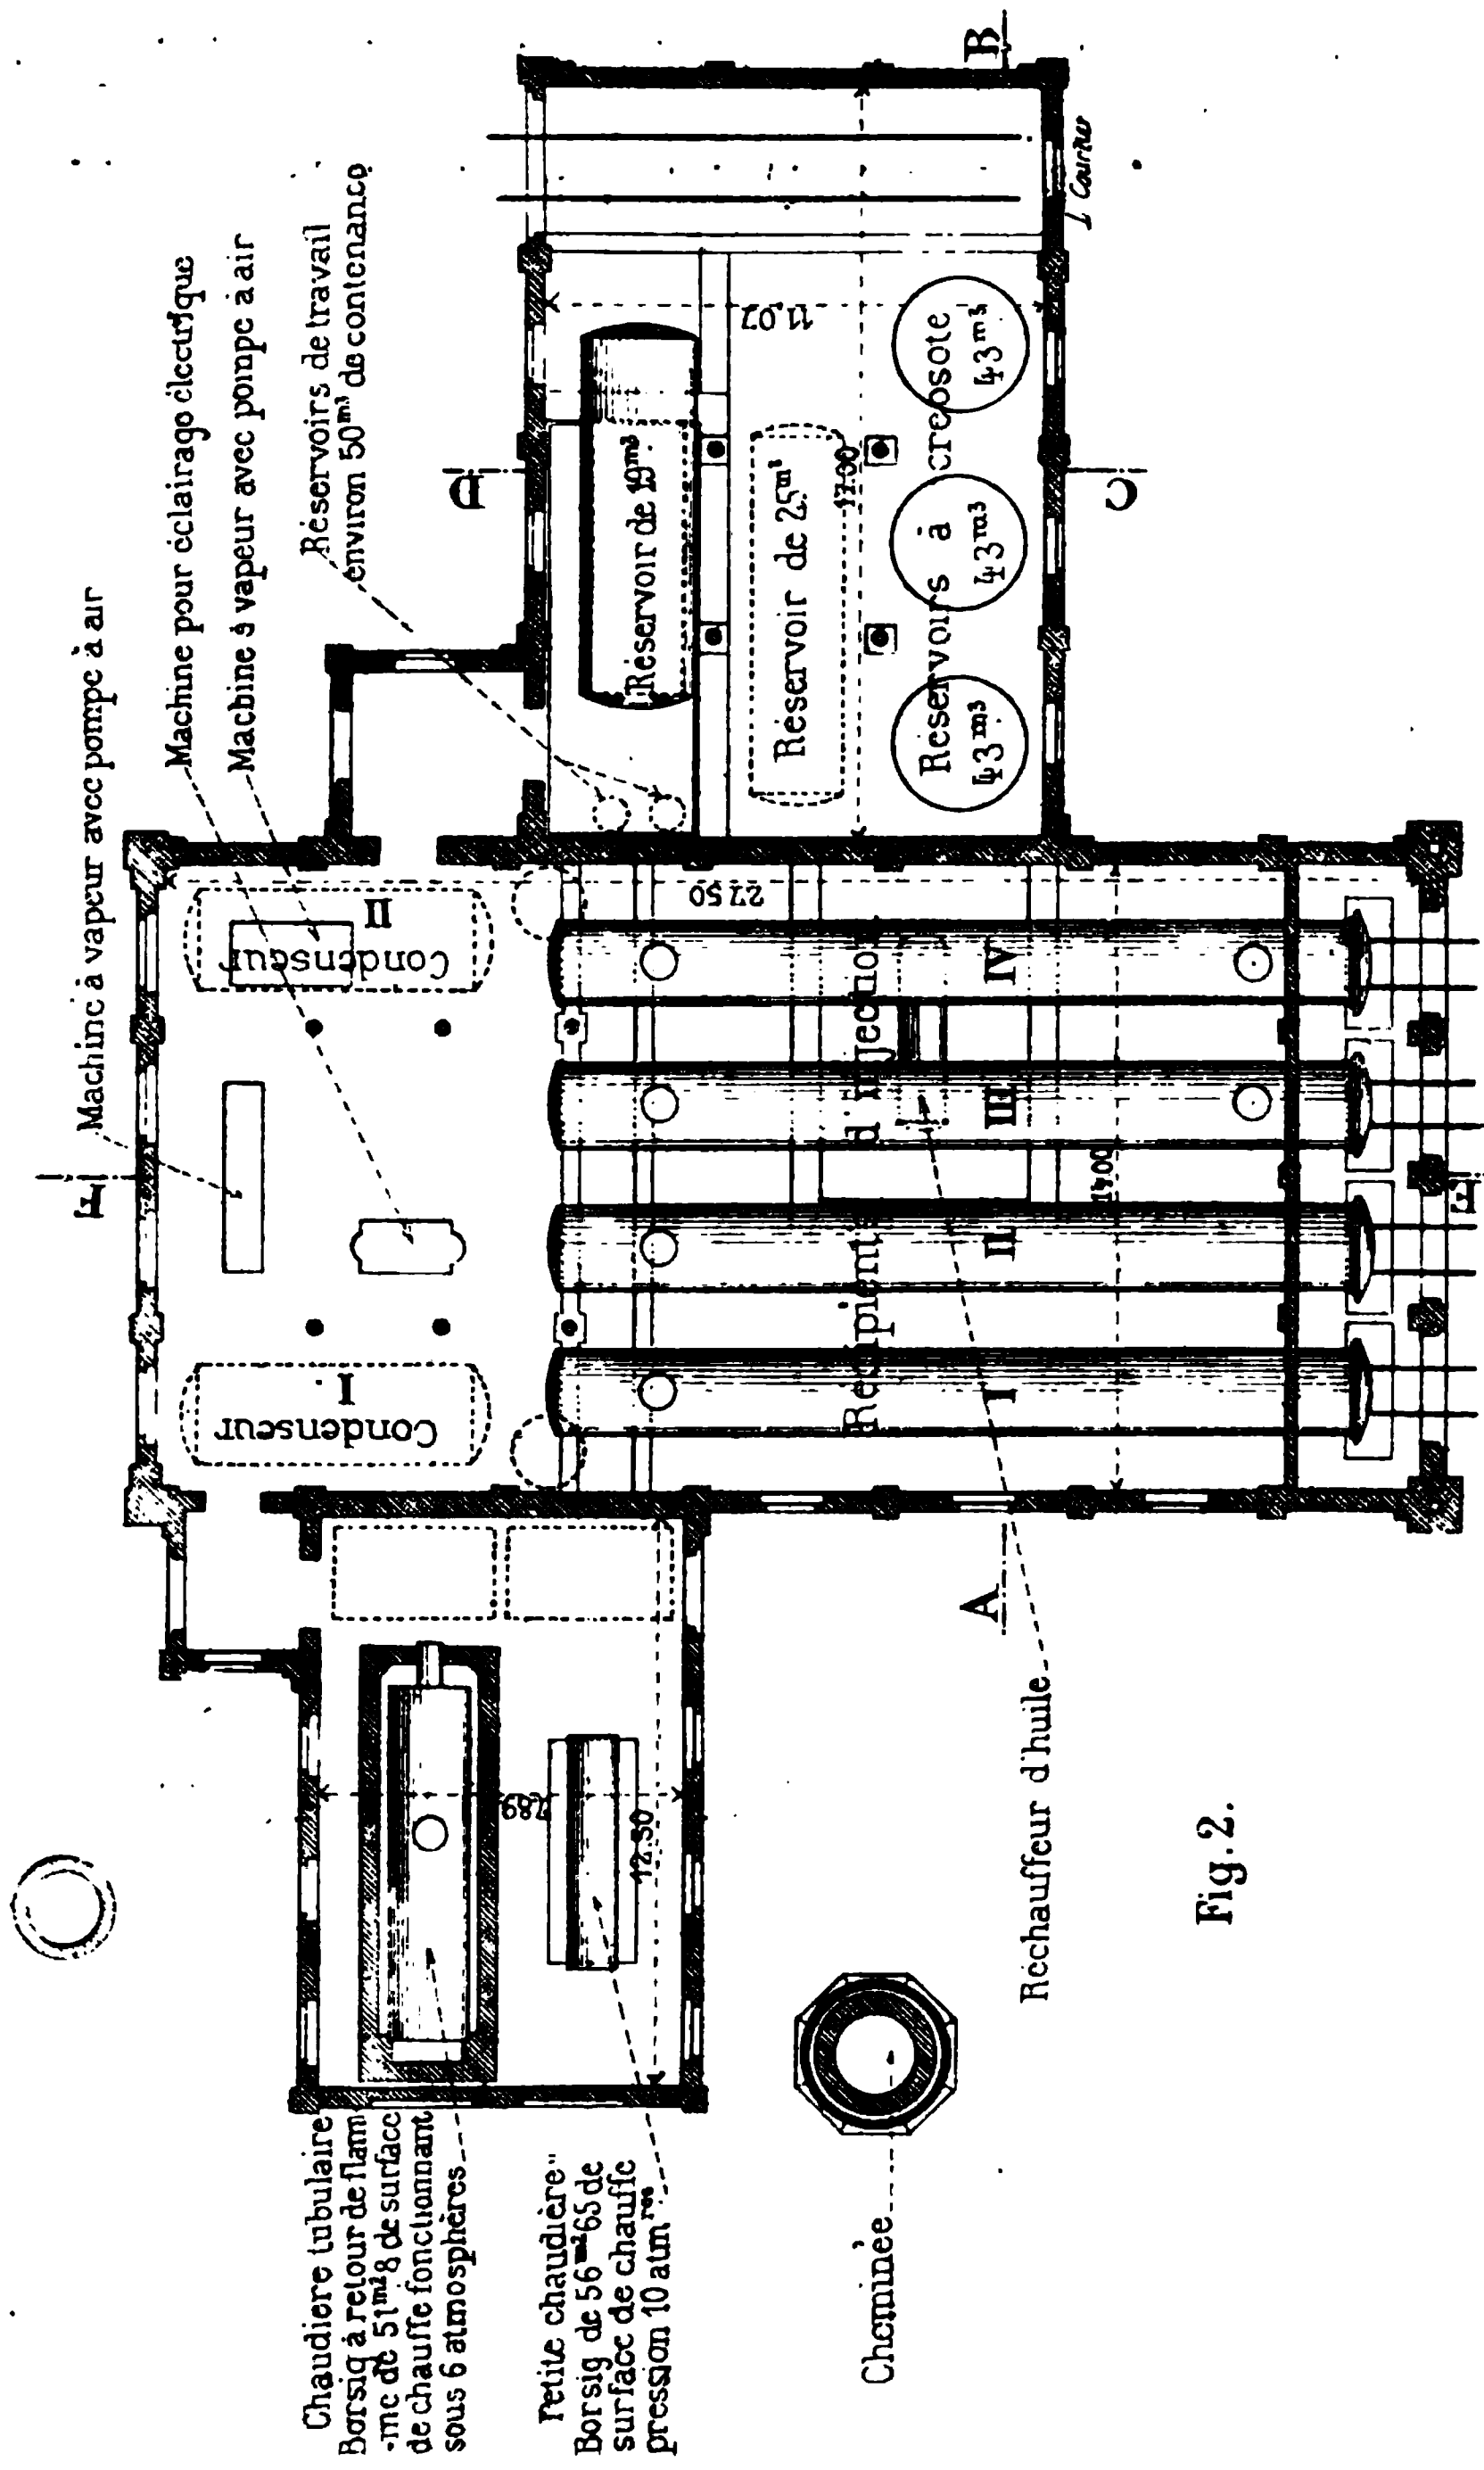 Machine à vapeur avec pompe à air
Machine pour éclairage électrique
Machine à vapeur avec pompe à air
Réservoirs de travail
environ 50m³ de contenance
Chaudière tubulaire
Borsig à retour de flam
-me de 51m²8 de surface
de chauffe fonctionnant
sous 6 atmosphères
Petite chaudière
Borsig de 56m²65 de
surface de chauffe
pression 10 atmres
Cheminée
Réchauffeur d'huile
Condenseur
I
Condenseur
II
Récipient d'injection
I
II
III
IV
Réservoir de 19m³
Réservoir de 25m³
Réservoirs à creosote
43m³
43m³
43m³
7.89
12.50
27.50
14.00
11.07
17.00
A
B
C
D
E
L. Courtier
Fig. 2.